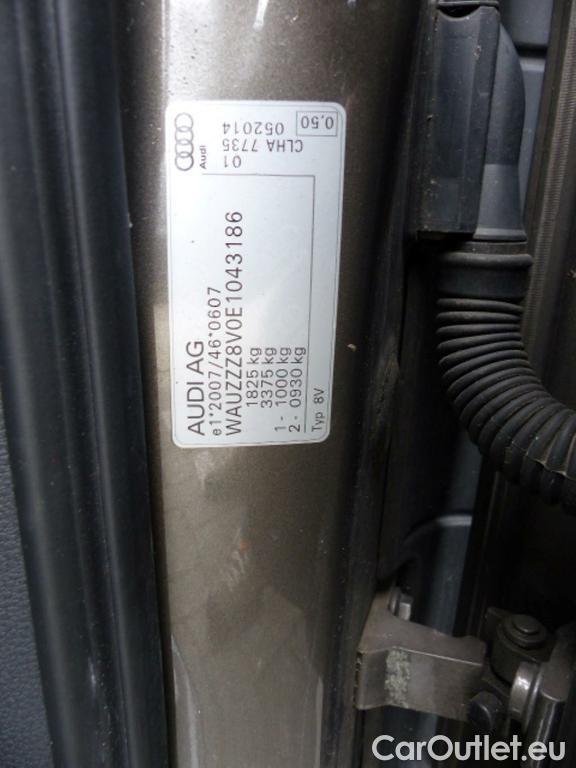 AUDI AG
e1*2007/46*0607
WAUZZZ8V0E1043186
1825 kg
3375 kg
1 - 1000 kg
2 - 0930 kg
Typ 8V
Audi
01
CLHA 7735
052014
0,50
CarOutlet.eu